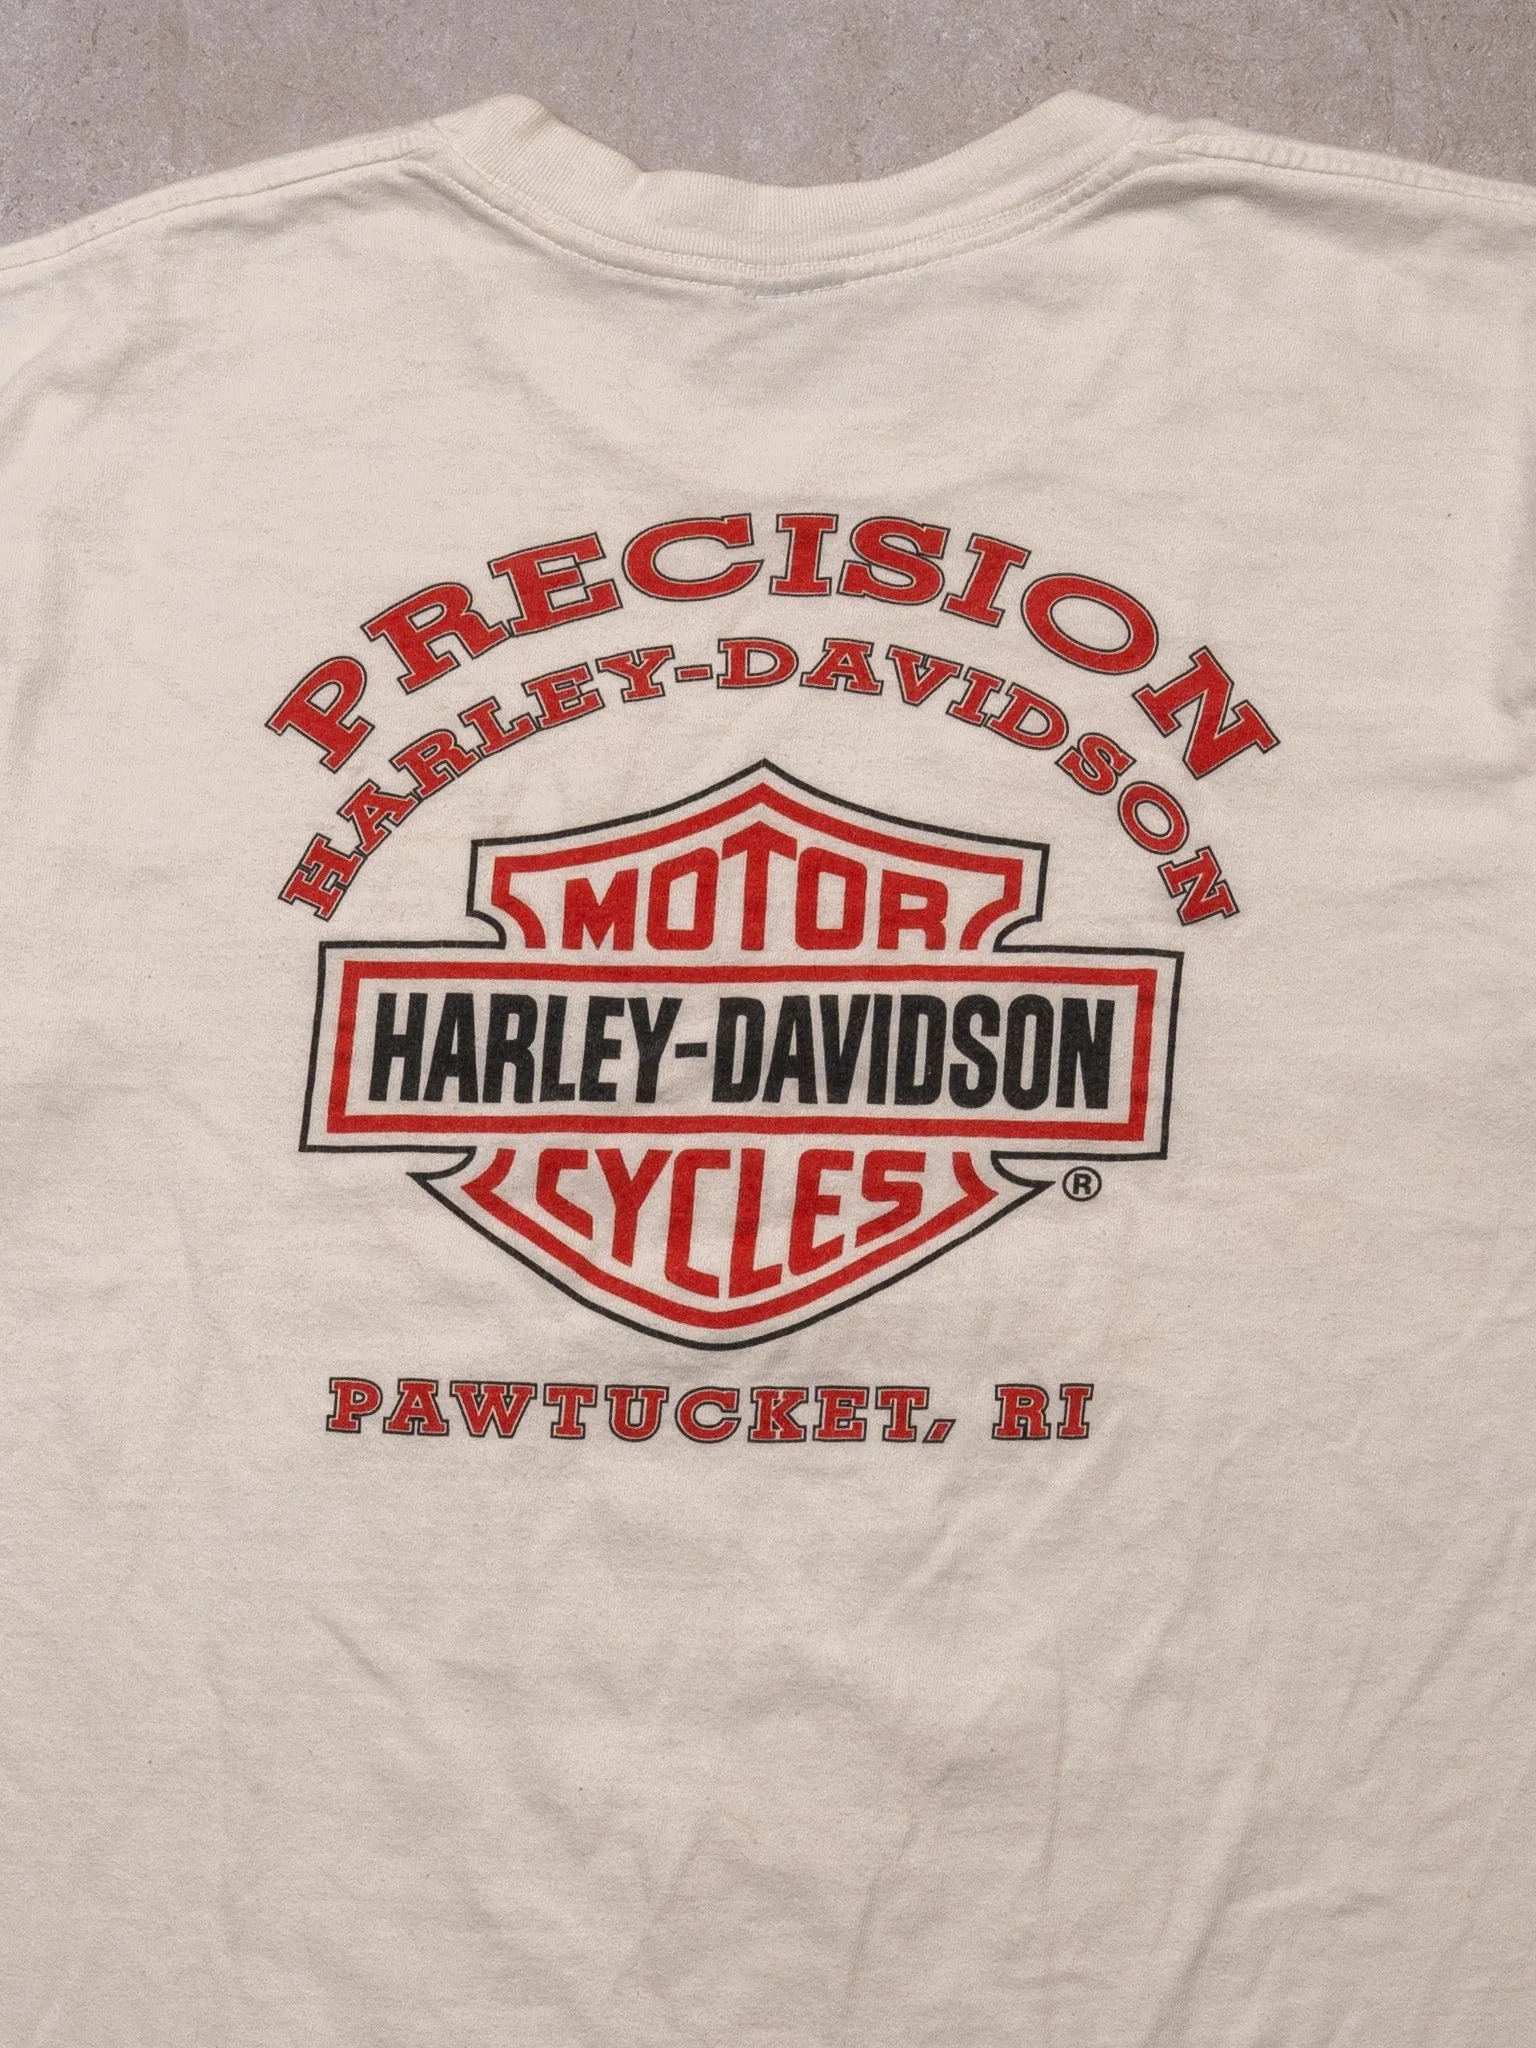 PRECISION
HARLEY-DAVIDSON
MOTOR
HARLEY-DAVIDSON
CYCLES
®
PAWTUCKET, RI